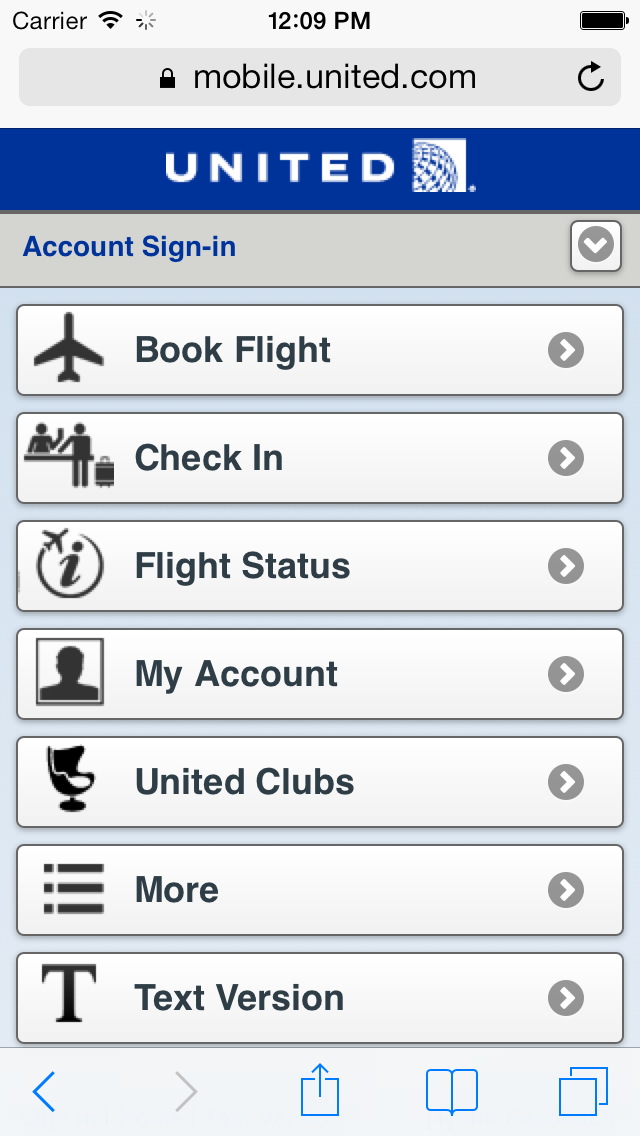 Carrier 12:09 PM
mobile.united.com
UNITED
Account Sign-in
Book Flight
Check In
Flight Status
My Account
United Clubs
More
Text Version